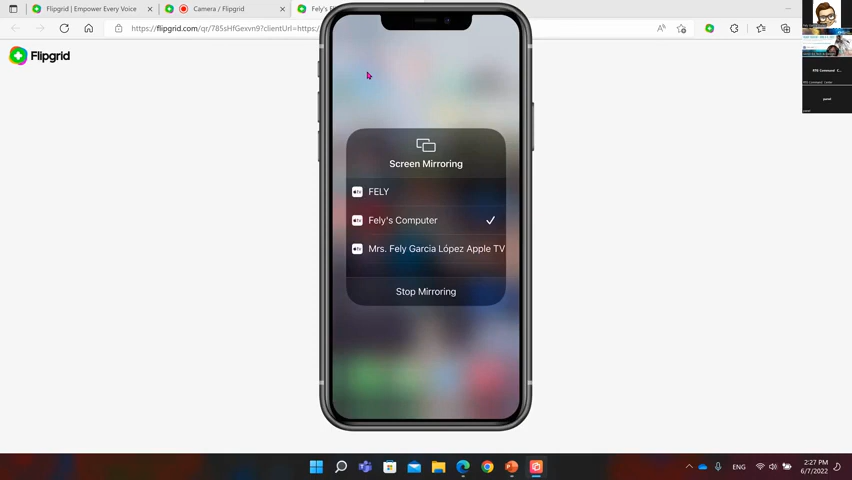 Flipgrid | Empower Every Voice
Camera / Flipgrid
Fely's
https://flipgrid.com/qr/785sHfGexvn9?clientUrl=https:
Flipgrid
Screen Mirroring
FELY
Fely's Computer
Mrs. Fely Garcia López Apple TV
Stop Mirroring
ENG
2:27 PM
6/7/2022